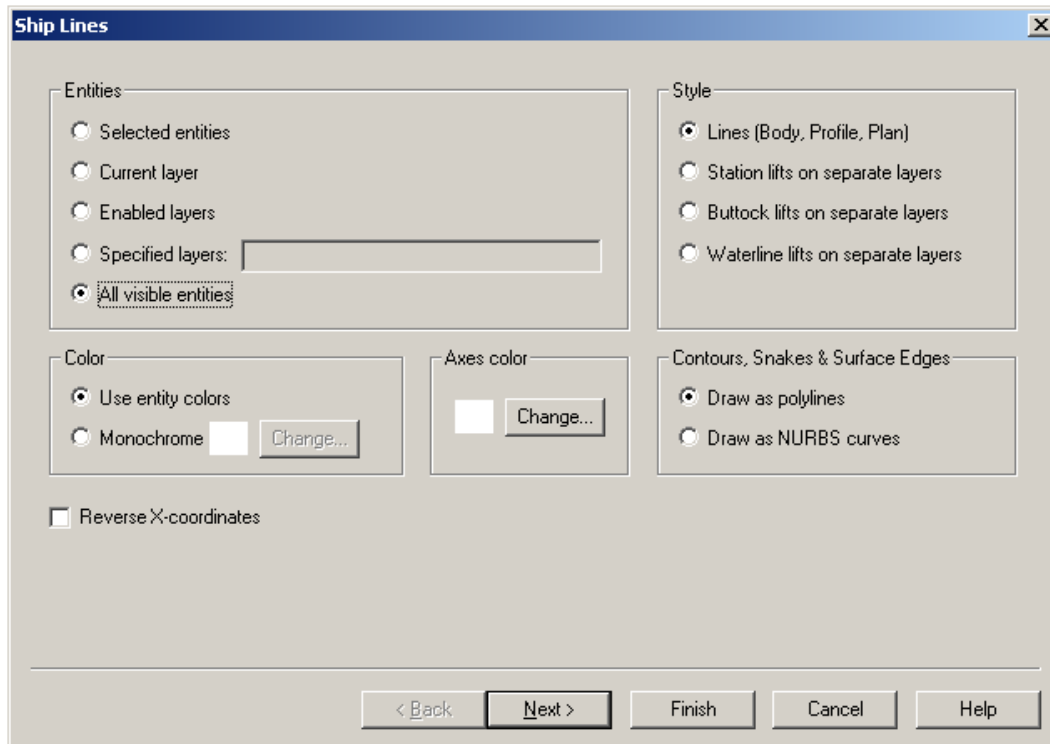 Ship Lines
Entities
Selected entities
Current layer
Enabled layers
Specified layers:
All visible entities
Style
Lines (Body, Profile, Plan)
Station lifts on separate layers
Buttock lifts on separate layers
Waterline lifts on separate layers
Color
Use entity colors
Monochrome
Change...
Axes color
Change...
Contours, Snakes & Surface Edges
Draw as polylines
Draw as NURBS curves
Reverse X-coordinates
< Back
Next >
Finish
Cancel
Help